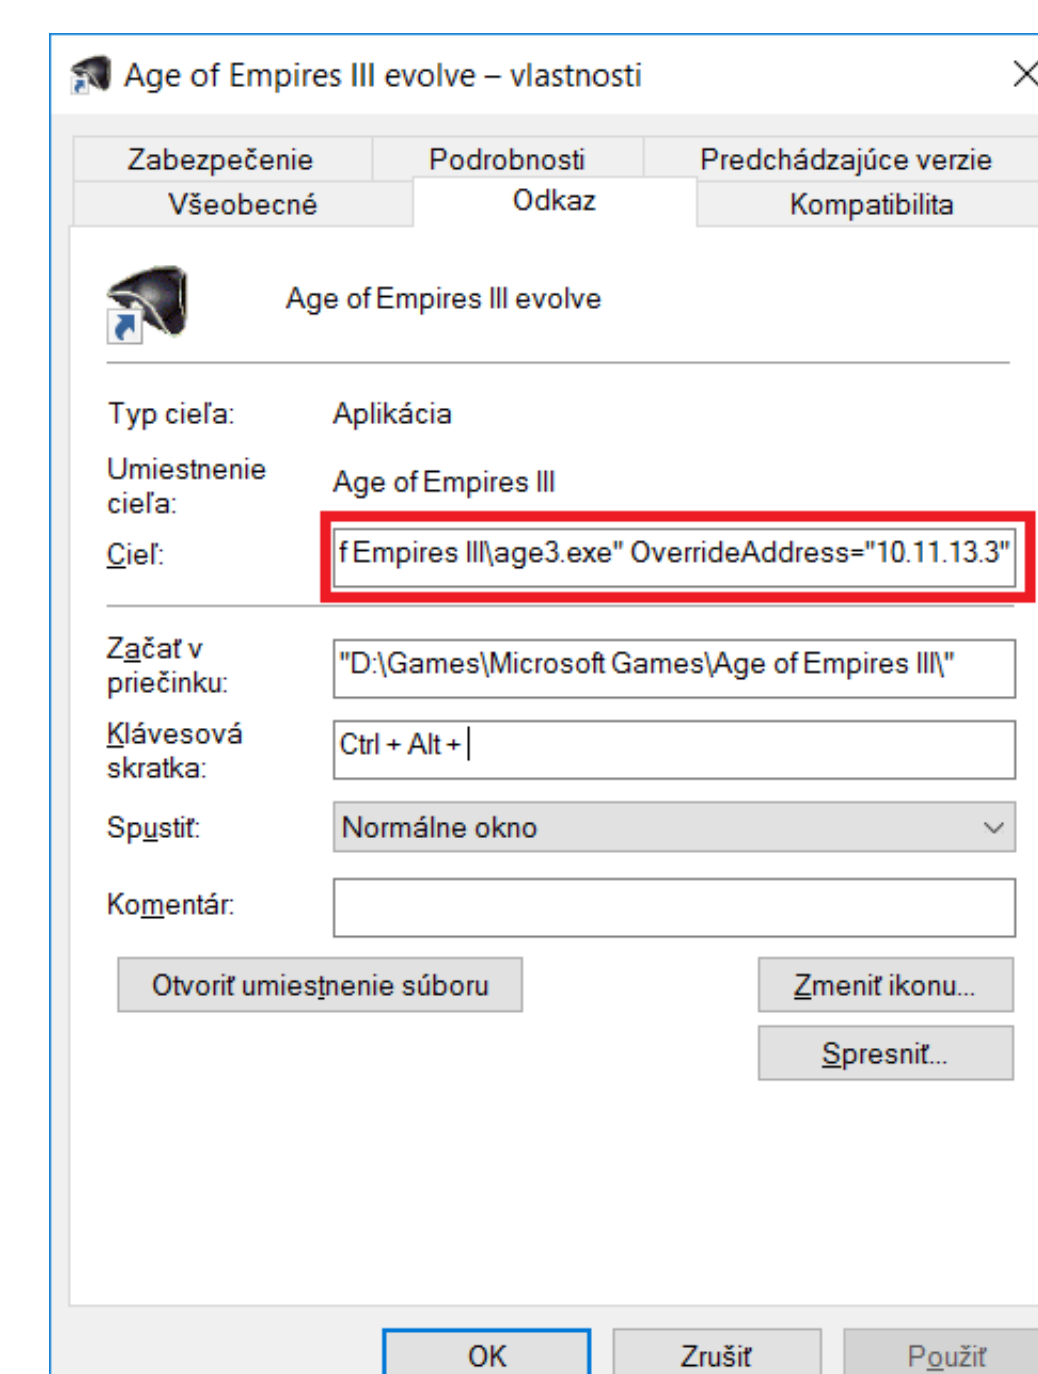 Age of Empires III evolve – vlastnosti
Zabezpečenie Podrobnosti Predchádzajúce verzie
Všeobecné Odkaz Kompatibilita
Age of Empires III evolve
Typ cieľa: Aplikácia
Umiestnenie
cieľa: Age of Empires III
Cieľ: f Empires III\age3.exe" OverrideAddress="10.11.13.3"
Začať v
priečinku: "D:\Games\Microsoft Games\Age of Empires III\"
Klávesová
skratka: Ctrl + Alt +
Spustiť: Normálne okno
Komentár:
Otvoriť umiestnenie súboru Zmeniť ikonu...
Spresniť...
OK Zrušiť Použiť